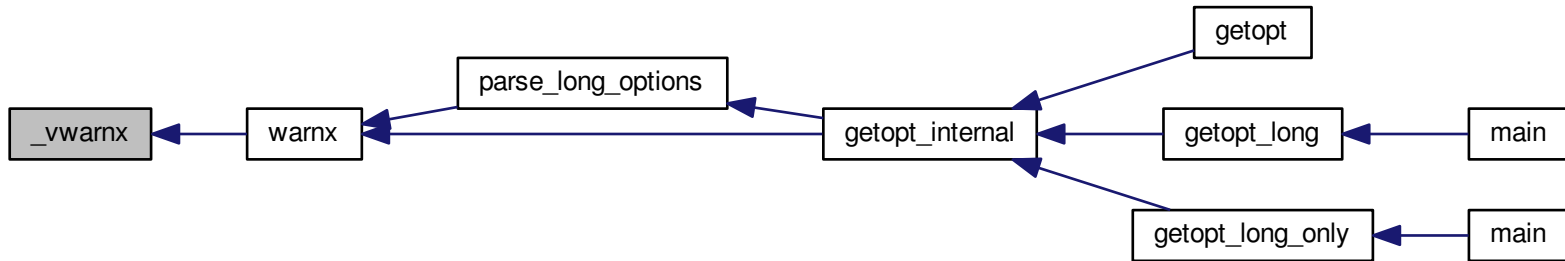 getopt
parse_long_options
_vwarnx
warnx
getopt_internal
getopt_long
main
getopt_long_only
main